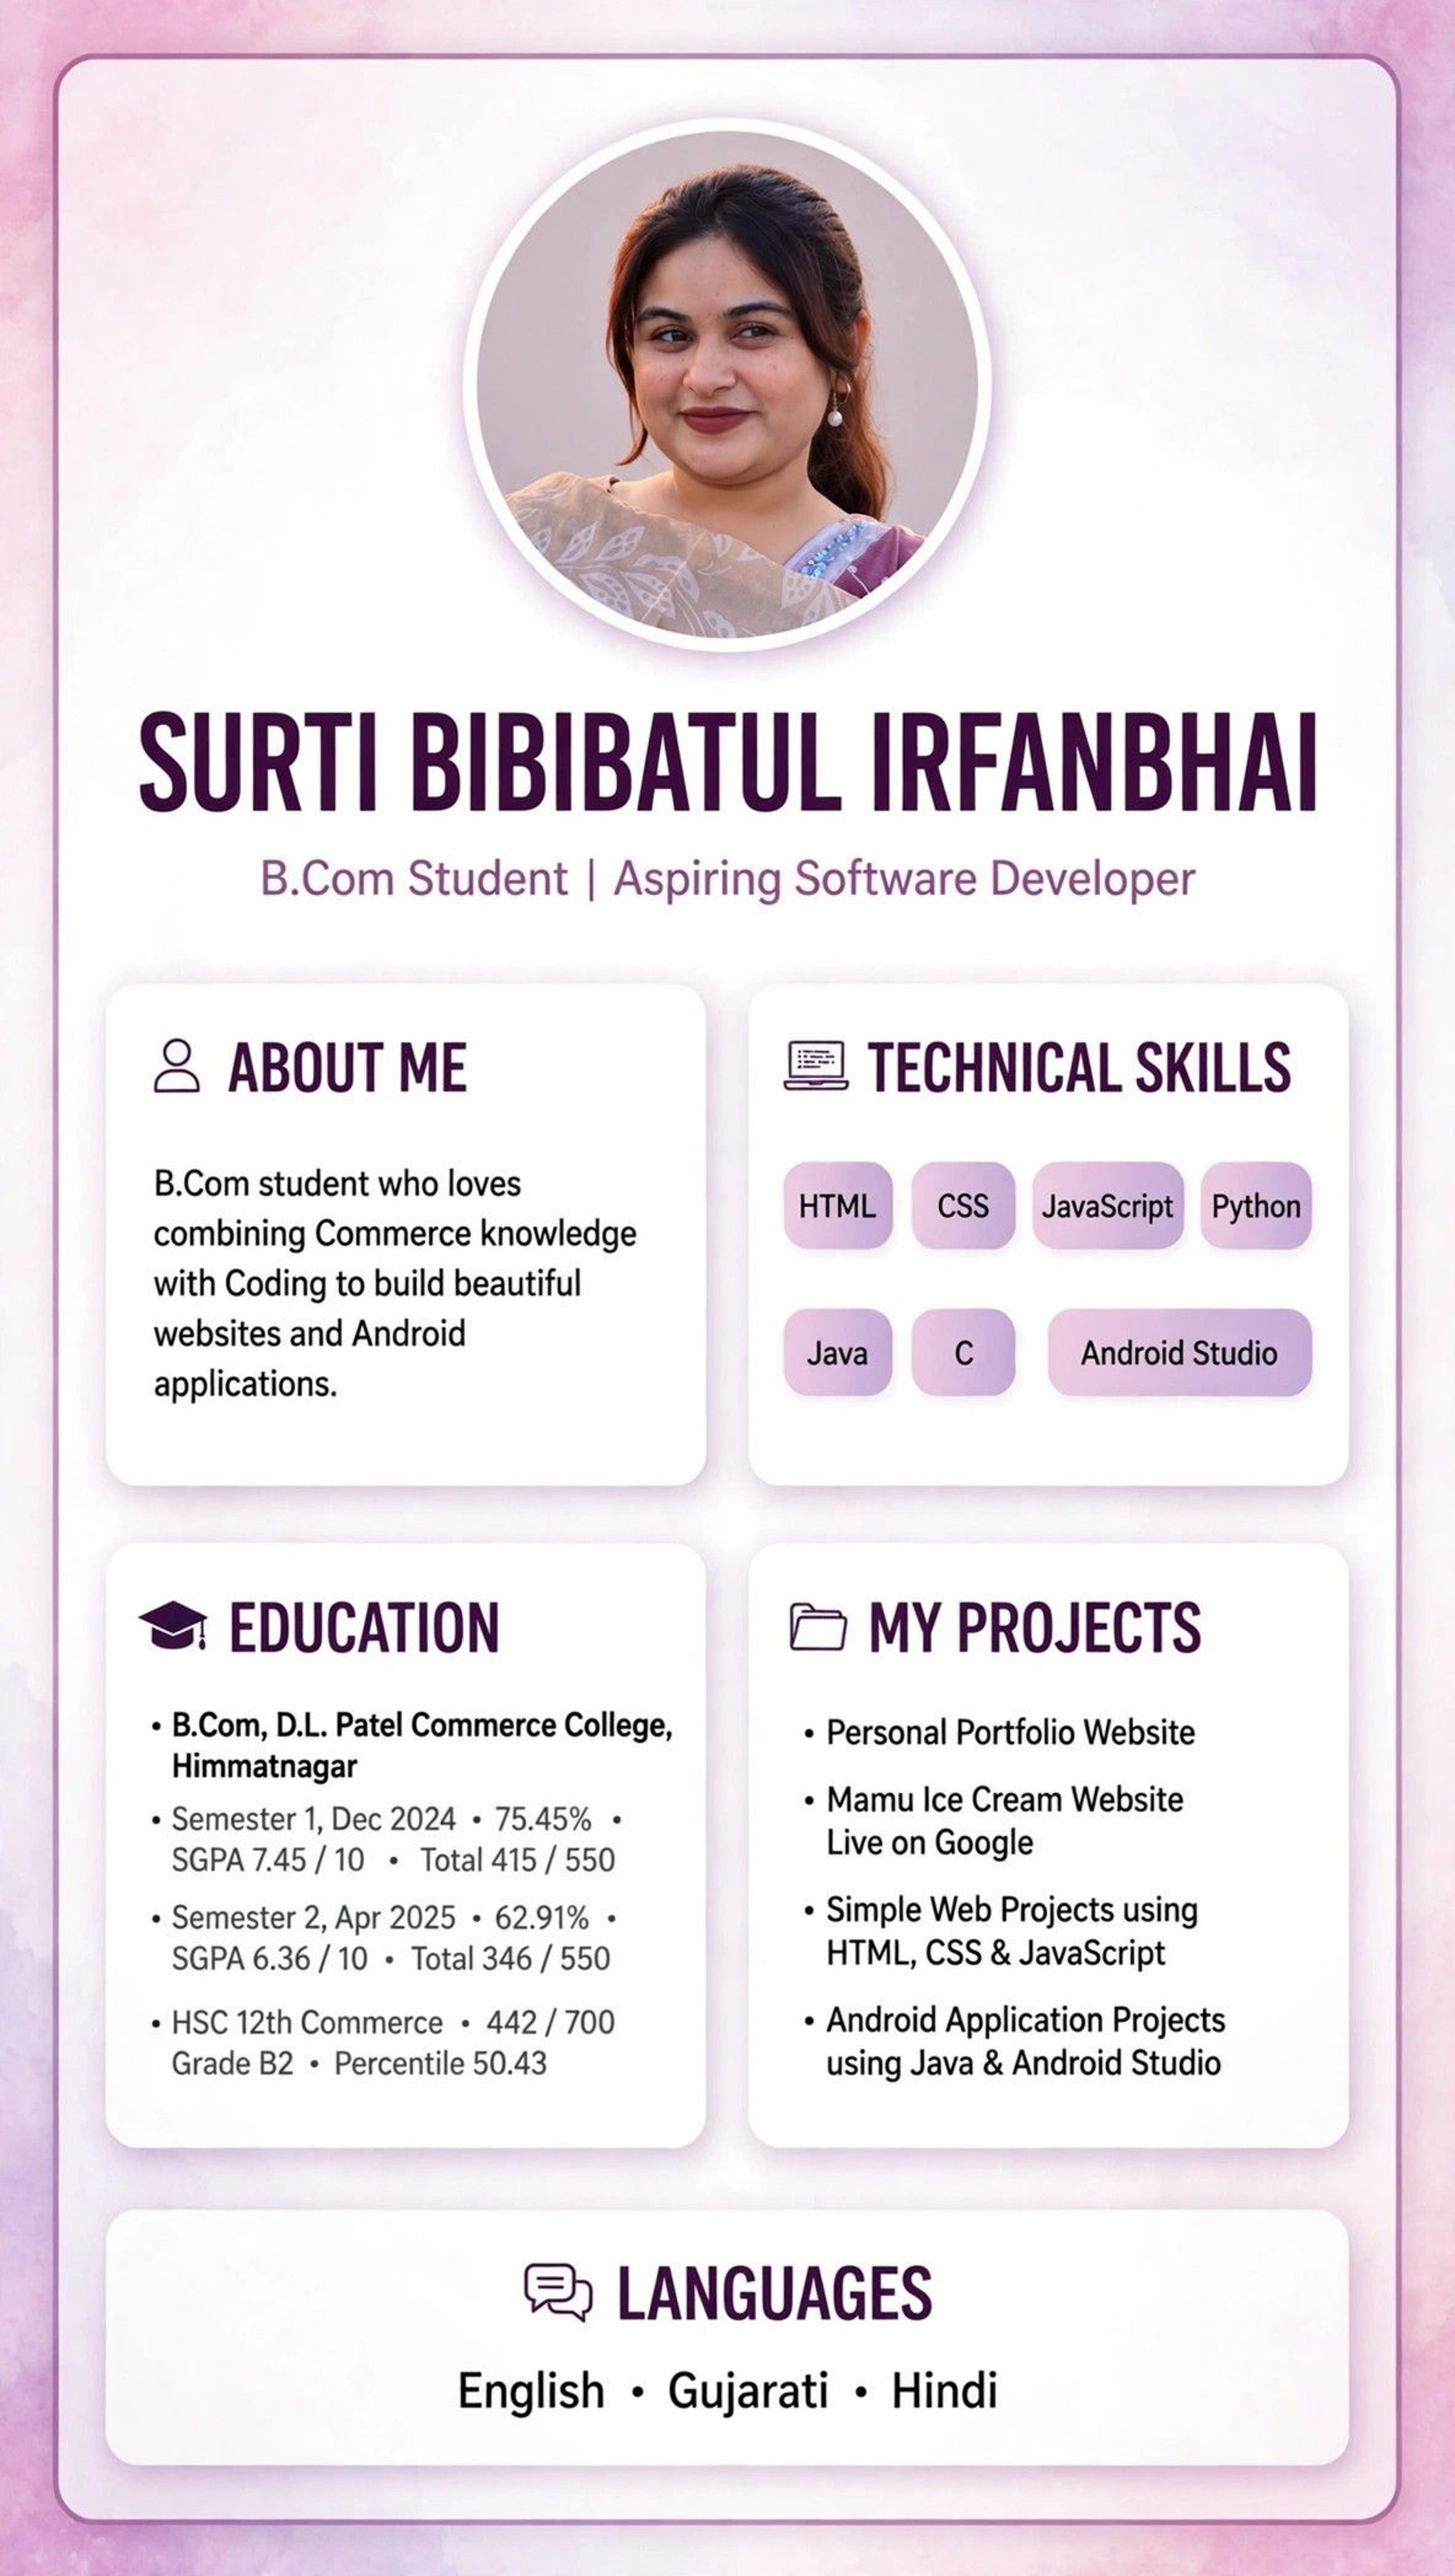 SURTI BIBIBATUL IRFANBHAI
B.Com Student | Aspiring Software Developer
ABOUT ME
B.Com student who loves
combining Commerce knowledge
with Coding to build beautiful
websites and Android
applications.
TECHNICAL SKILLS
HTML CSS JavaScript Python
Java C Android Studio
EDUCATION
• B.Com, D.L. Patel Commerce College,
Himmatnagar
• Semester 1, Dec 2024 • 75.45% •
SGPA 7.45 / 10 • Total 415 / 550
• Semester 2, Apr 2025 • 62.91% •
SGPA 6.36 / 10 • Total 346 / 550
• HSC 12th Commerce • 442 / 700
Grade B2 • Percentile 50.43
MY PROJECTS
• Personal Portfolio Website
• Mamu Ice Cream Website
Live on Google
• Simple Web Projects using
HTML, CSS & JavaScript
• Android Application Projects
using Java & Android Studio
LANGUAGES
English • Gujarati • Hindi